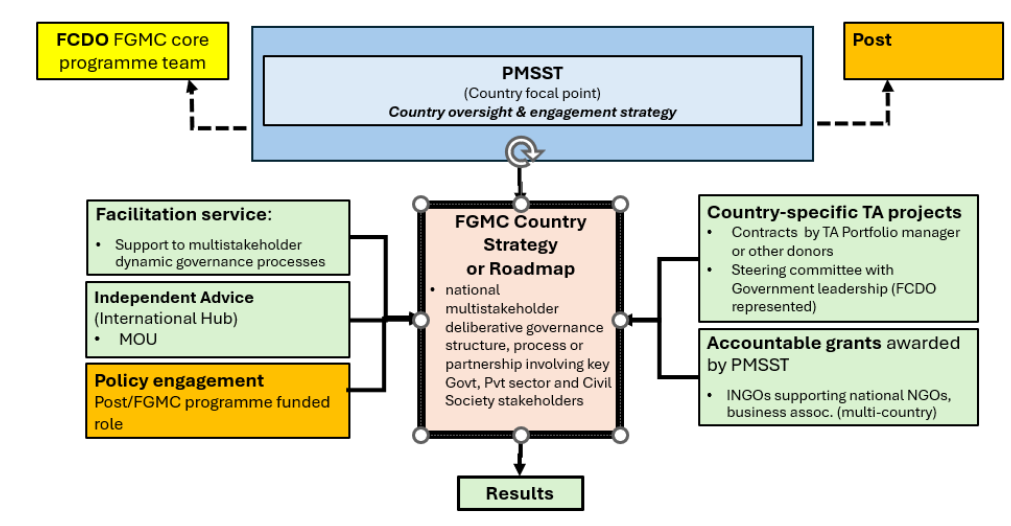 FCDO FGMC core
programme team
PMSST
(Country focal point)
Country oversight & engagement strategy
Post
Facilitation service:
• Support to multistakeholder
dynamic governance processes
Independent Advice
(International Hub)
• MOU
Policy engagement
Post/FGMC programme funded
role
FGMC Country
Strategy
or Roadmap
• national
multistakeholder
deliberative governance
structure, process or
partnership involving key
Govt, Pvt sector and Civil
Society stakeholders
Country-specific TA projects
• Contracts by TA Portfolio manager
or other donors
• Steering committee with
Government leadership (FCDO
represented)
Accountable grants awarded
by PMSST
• INGOs supporting national NGOs,
business assoc. (multi-country)
Results